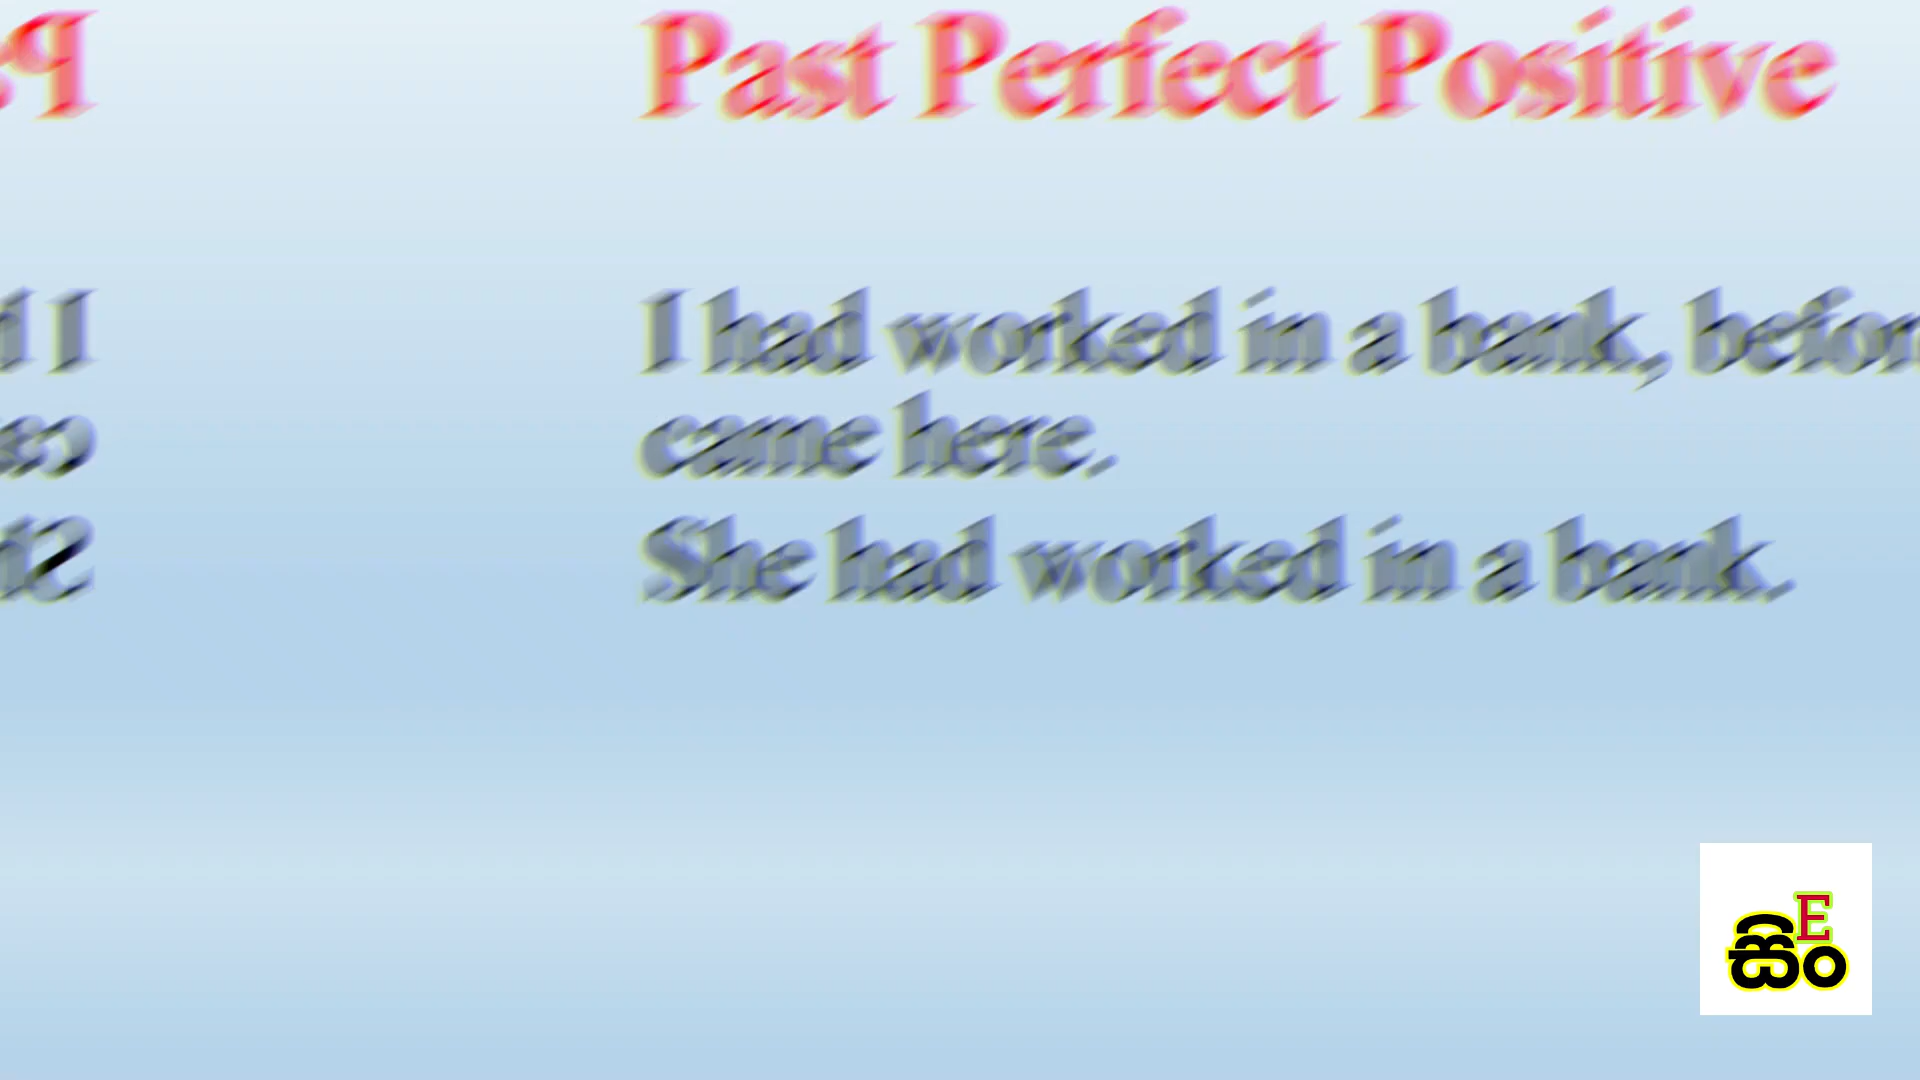 Past Perfect Positive
I had worked in a bank, befor
came here.
She had worked in a bank.
E
සිං